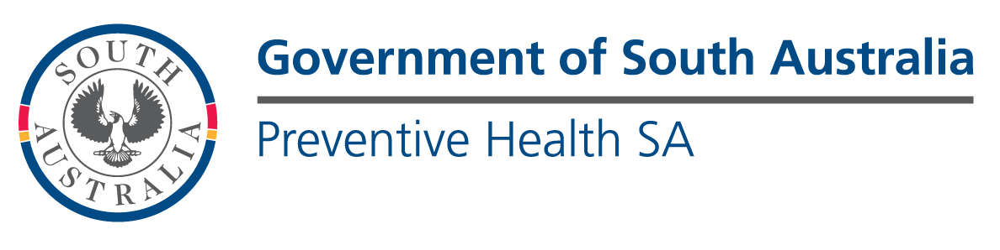 SOUTH
AUSTRALIA
Government of South Australia
Preventive Health SA